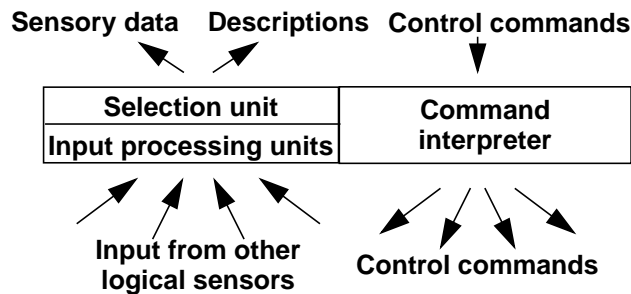 Sensory data Descriptions Control commands
Selection unit
Input processing units
Command
interpreter
Input from other
logical sensors
Control commands